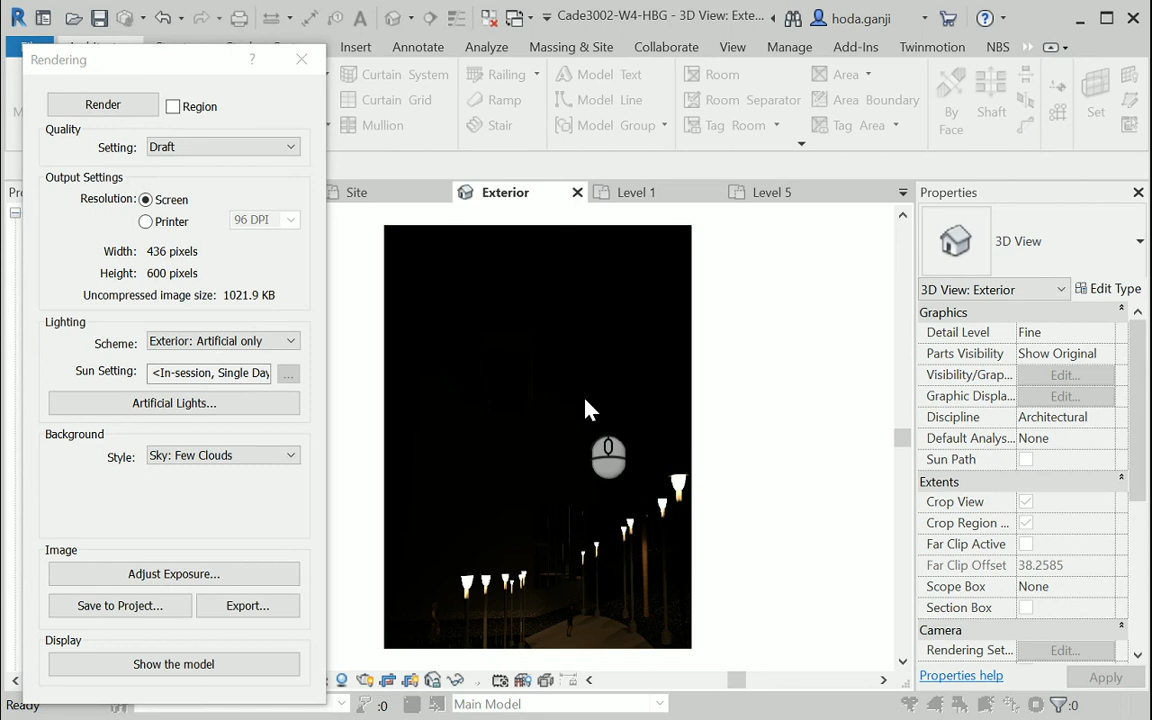 Cade3002-W4-HBG - 3D View: Exte...
hoda.ganji
Insert
Annotate
Analyze
Massing & Site
Collaborate
View
Manage
Add-Ins
Twinmotion
NBS
Rendering
?
Render
Region
Quality
Setting:
Draft
Output Settings
Resolution:
Screen
Printer
96 DPI
Width:
436 pixels
Height:
600 pixels
Uncompressed image size: 1021.9 KB
Lighting
Scheme:
Exterior: Artificial only
Sun Setting:
<In-session, Single Day
...
Artificial Lights...
Background
Style:
Sky: Few Clouds
Image
Adjust Exposure...
Save to Project...
Export...
Display
Show the model
Curtain System
Curtain Grid
Mullion
Railing
Ramp
Stair
Model Text
Model Line
Model Group
Room
Room Separator
Tag Room
Area
Area Boundary
Tag Area
By
Face
Shaft
Set
Site
Exterior
Level 1
Level 5
Properties
3D View
3D View: Exterior
Edit Type
Graphics
Detail Level
Fine
Parts Visibility
Show Original
Visibility/Grap...
Edit...
Graphic Displa...
Edit...
Discipline
Architectural
Default Analys...
None
Sun Path
Extents
Crop View
Crop Region ...
Far Clip Active
Far Clip Offset
38.2585
Scope Box
None
Section Box
Camera
Rendering Set...
Edit...
Properties help
Apply
Ready
:0
Main Model
:0